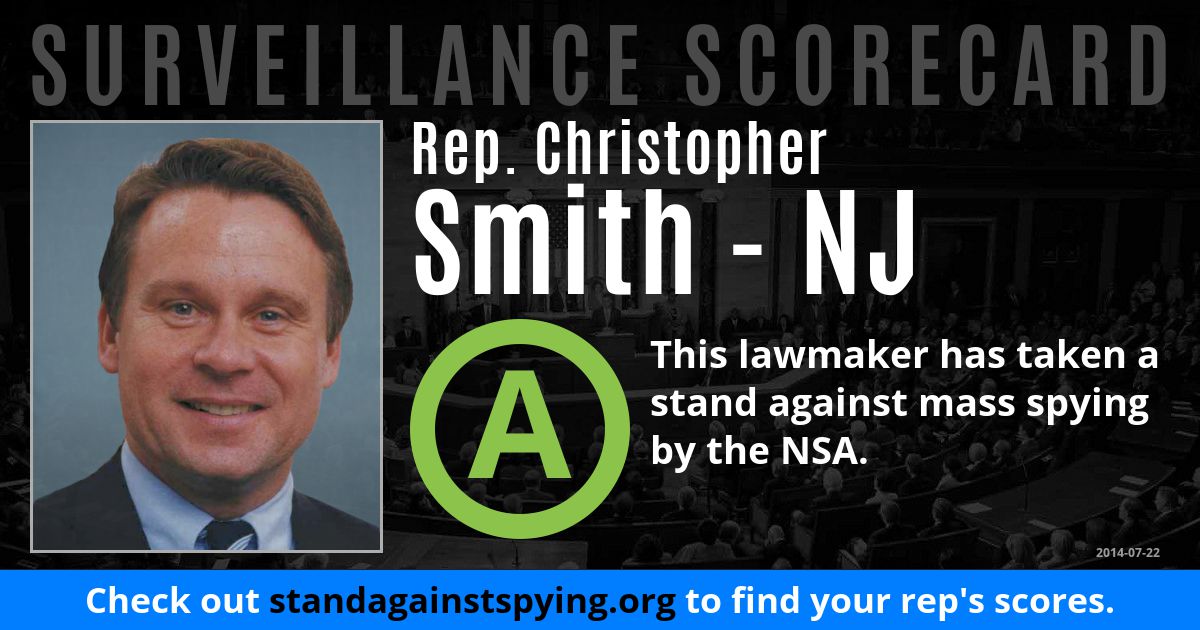 SURVEILLANCE SCORECARD
Rep. Christopher
Smith - NJ
A
This lawmaker has taken a
stand against mass spying
by the NSA.
2014-07-22
Check out standagainstspying.org to find your rep's scores.